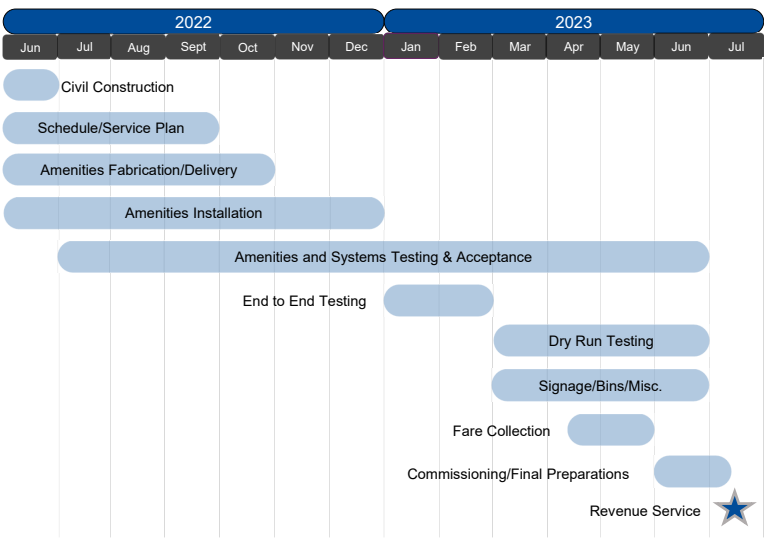 2022 2023
Jun Jul Aug Sept Oct Nov Dec Jan Feb Mar Apr May Jun Jul
Civil Construction
Schedule/Service Plan
Amenities Fabrication/Delivery
Amenities Installation
Amenities and Systems Testing & Acceptance
End to End Testing
Dry Run Testing
Signage/Bins/Misc.
Fare Collection
Commissioning/Final Preparations
Revenue Service